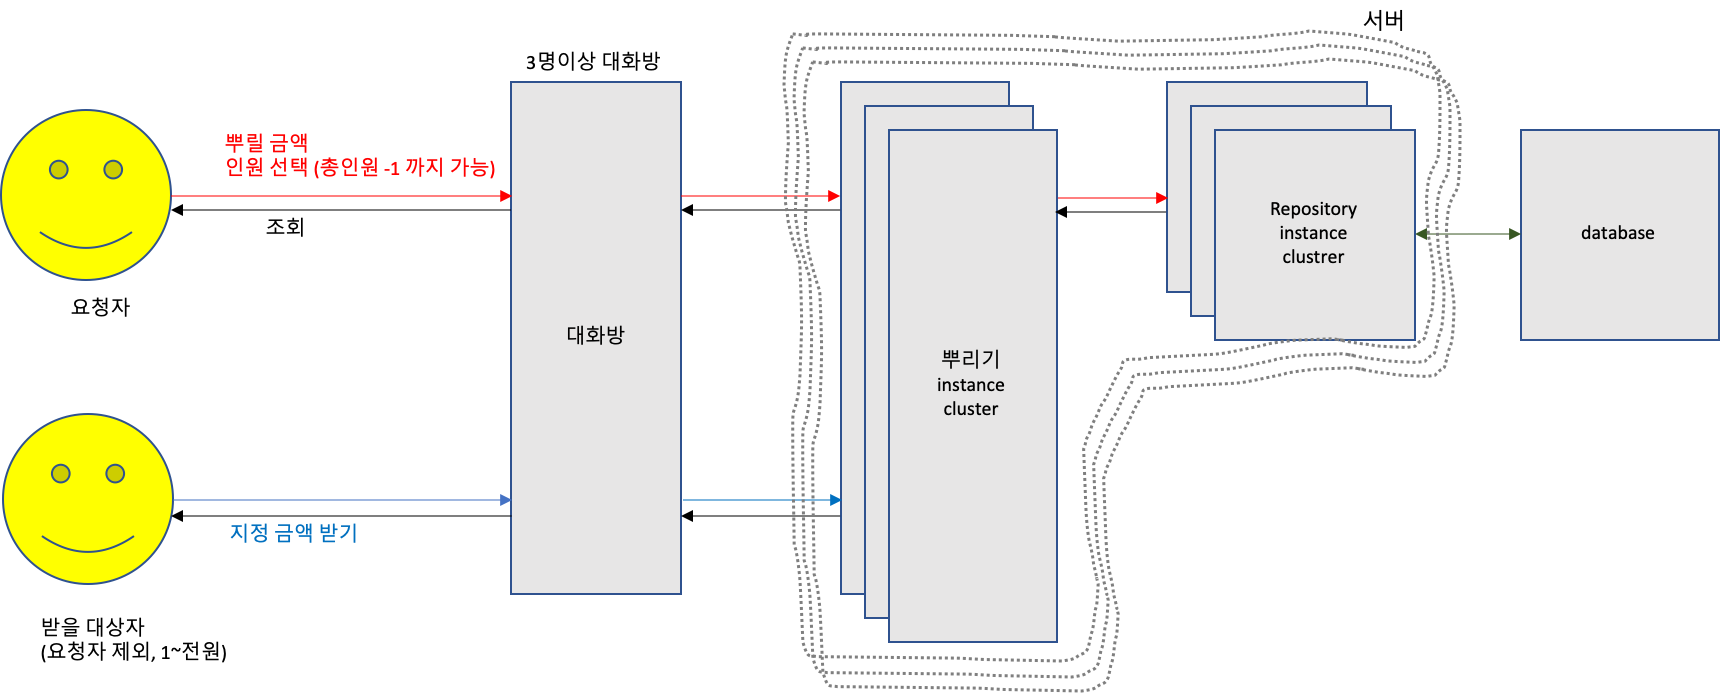 서버
3명이상 대화방
뿌릴 금액
인원 선택 (총인원 -1 까지 가능)
조회
요청자
대화방
뿌리기
instance
cluster
Repository
instance
clustrer
database
지정 금액 받기
받을 대상자
(요청자 제외, 1~전원)